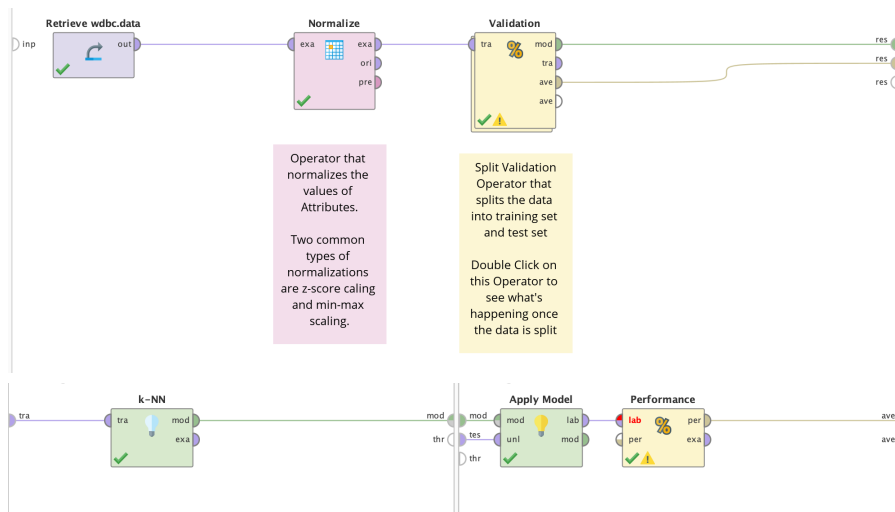 Retrieve wdbc.data
Normalize
Validation
inp
out
exa
exa
ori
pre
tra
mod
tra
ave
ave
res
res
res
Operator that
normalizes the
values of
Attributes.
Two common
types of
normalizations
are z-score caling
and min-max
scaling.
Split Validation
Operator that
splits the data
into training set
and test set
Double Click on
this Operator to
see what's
happening once
the data is split
k-NN
Apply Model
Performance
tra
tra
mod
exa
mod
thr
mod
tes
thr
mod
unl
lab
mod
lab
per
per
exa
ave
ave